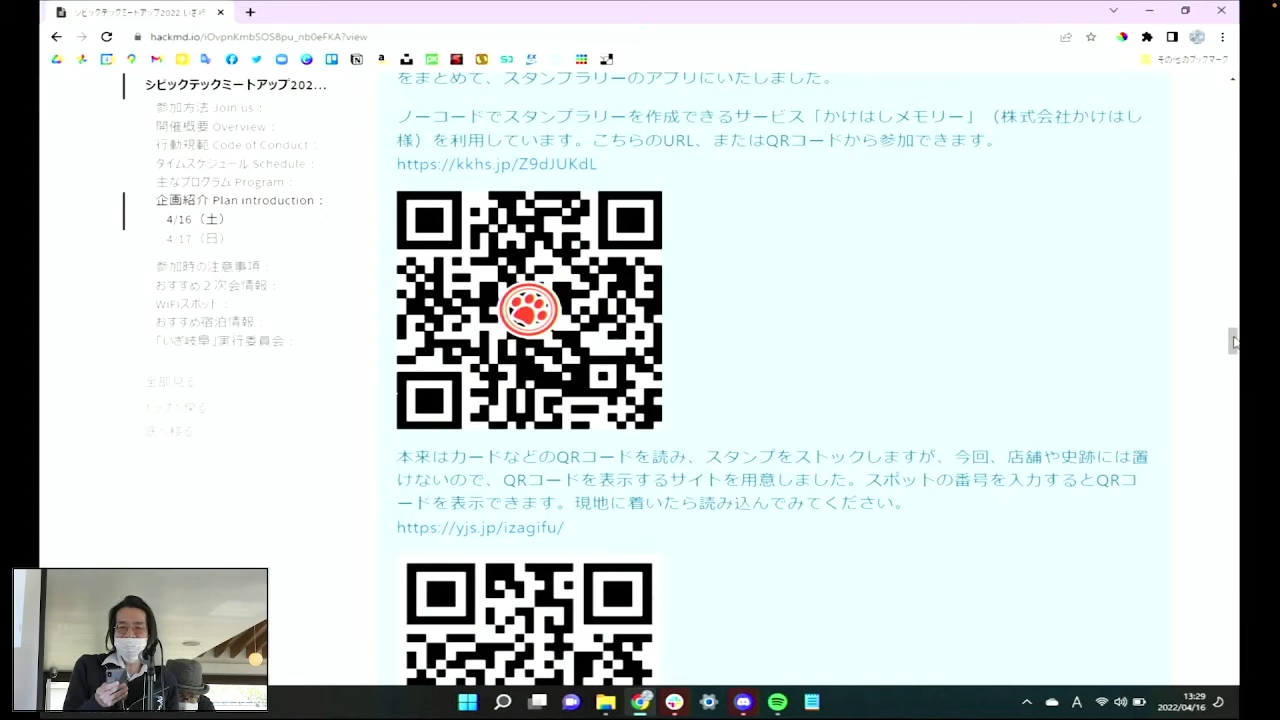 シビックテックミートアップ2022 いざ岐
hackmd.io/iOvpnKmbSOS8pu_nb0eFKA?view
その他のブックマーク
シビックテックミートアップ202...
参加方法 Join us :
開催概要 Overview :
行動規範 Code of Conduct :
タイムスケジュール Schedule :
主なプログラム Program :
企画紹介 Plan introduction :
4/16（土）
4/17（日）
参加時の注意事項 :
おすすめ２次会情報 :
WiFiスポット :
おすすめ宿泊情報 :
「いざ岐阜」実行委員会 :
全部見る
をまとめて、スタンプラリーのアプリにいたしました。
ノーコードでスタンプラリーを作成できるサービス「かけはしメモリー」（株式会社かけはし
様）を利用しています。こちらのURL、またはQRコードから参加できます。
https://kkhs.jp/Z9dJUKdL
本来はカードなどのQRコードを読み、スタンプをストックしますが、今回、店舗や史跡には置
けないので、QRコードを表示するサイトを用意しました。スポットの番号を入力するとQRコ
ードを表示できます。現地に着いたら読み込んでみてください。
https://yjs.jp/izagifu/
A
13:29
2022/04/16